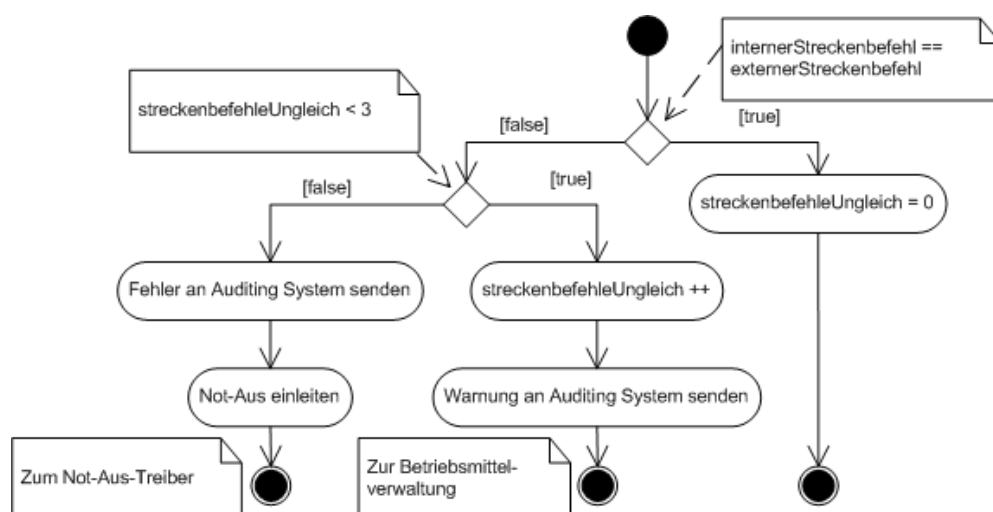 internerStreckenbefehl ==
externerStreckenbefehl
streckenbefehleUngleich < 3
[false]
[true]
[false]
[true]
streckenbefehleUngleich = 0
Fehler an Auditing System senden
streckenbefehleUngleich ++
Not-Aus einleiten
Warnung an Auditing System senden
Zum Not-Aus-Treiber
Zur Betriebsmittel-
verwaltung